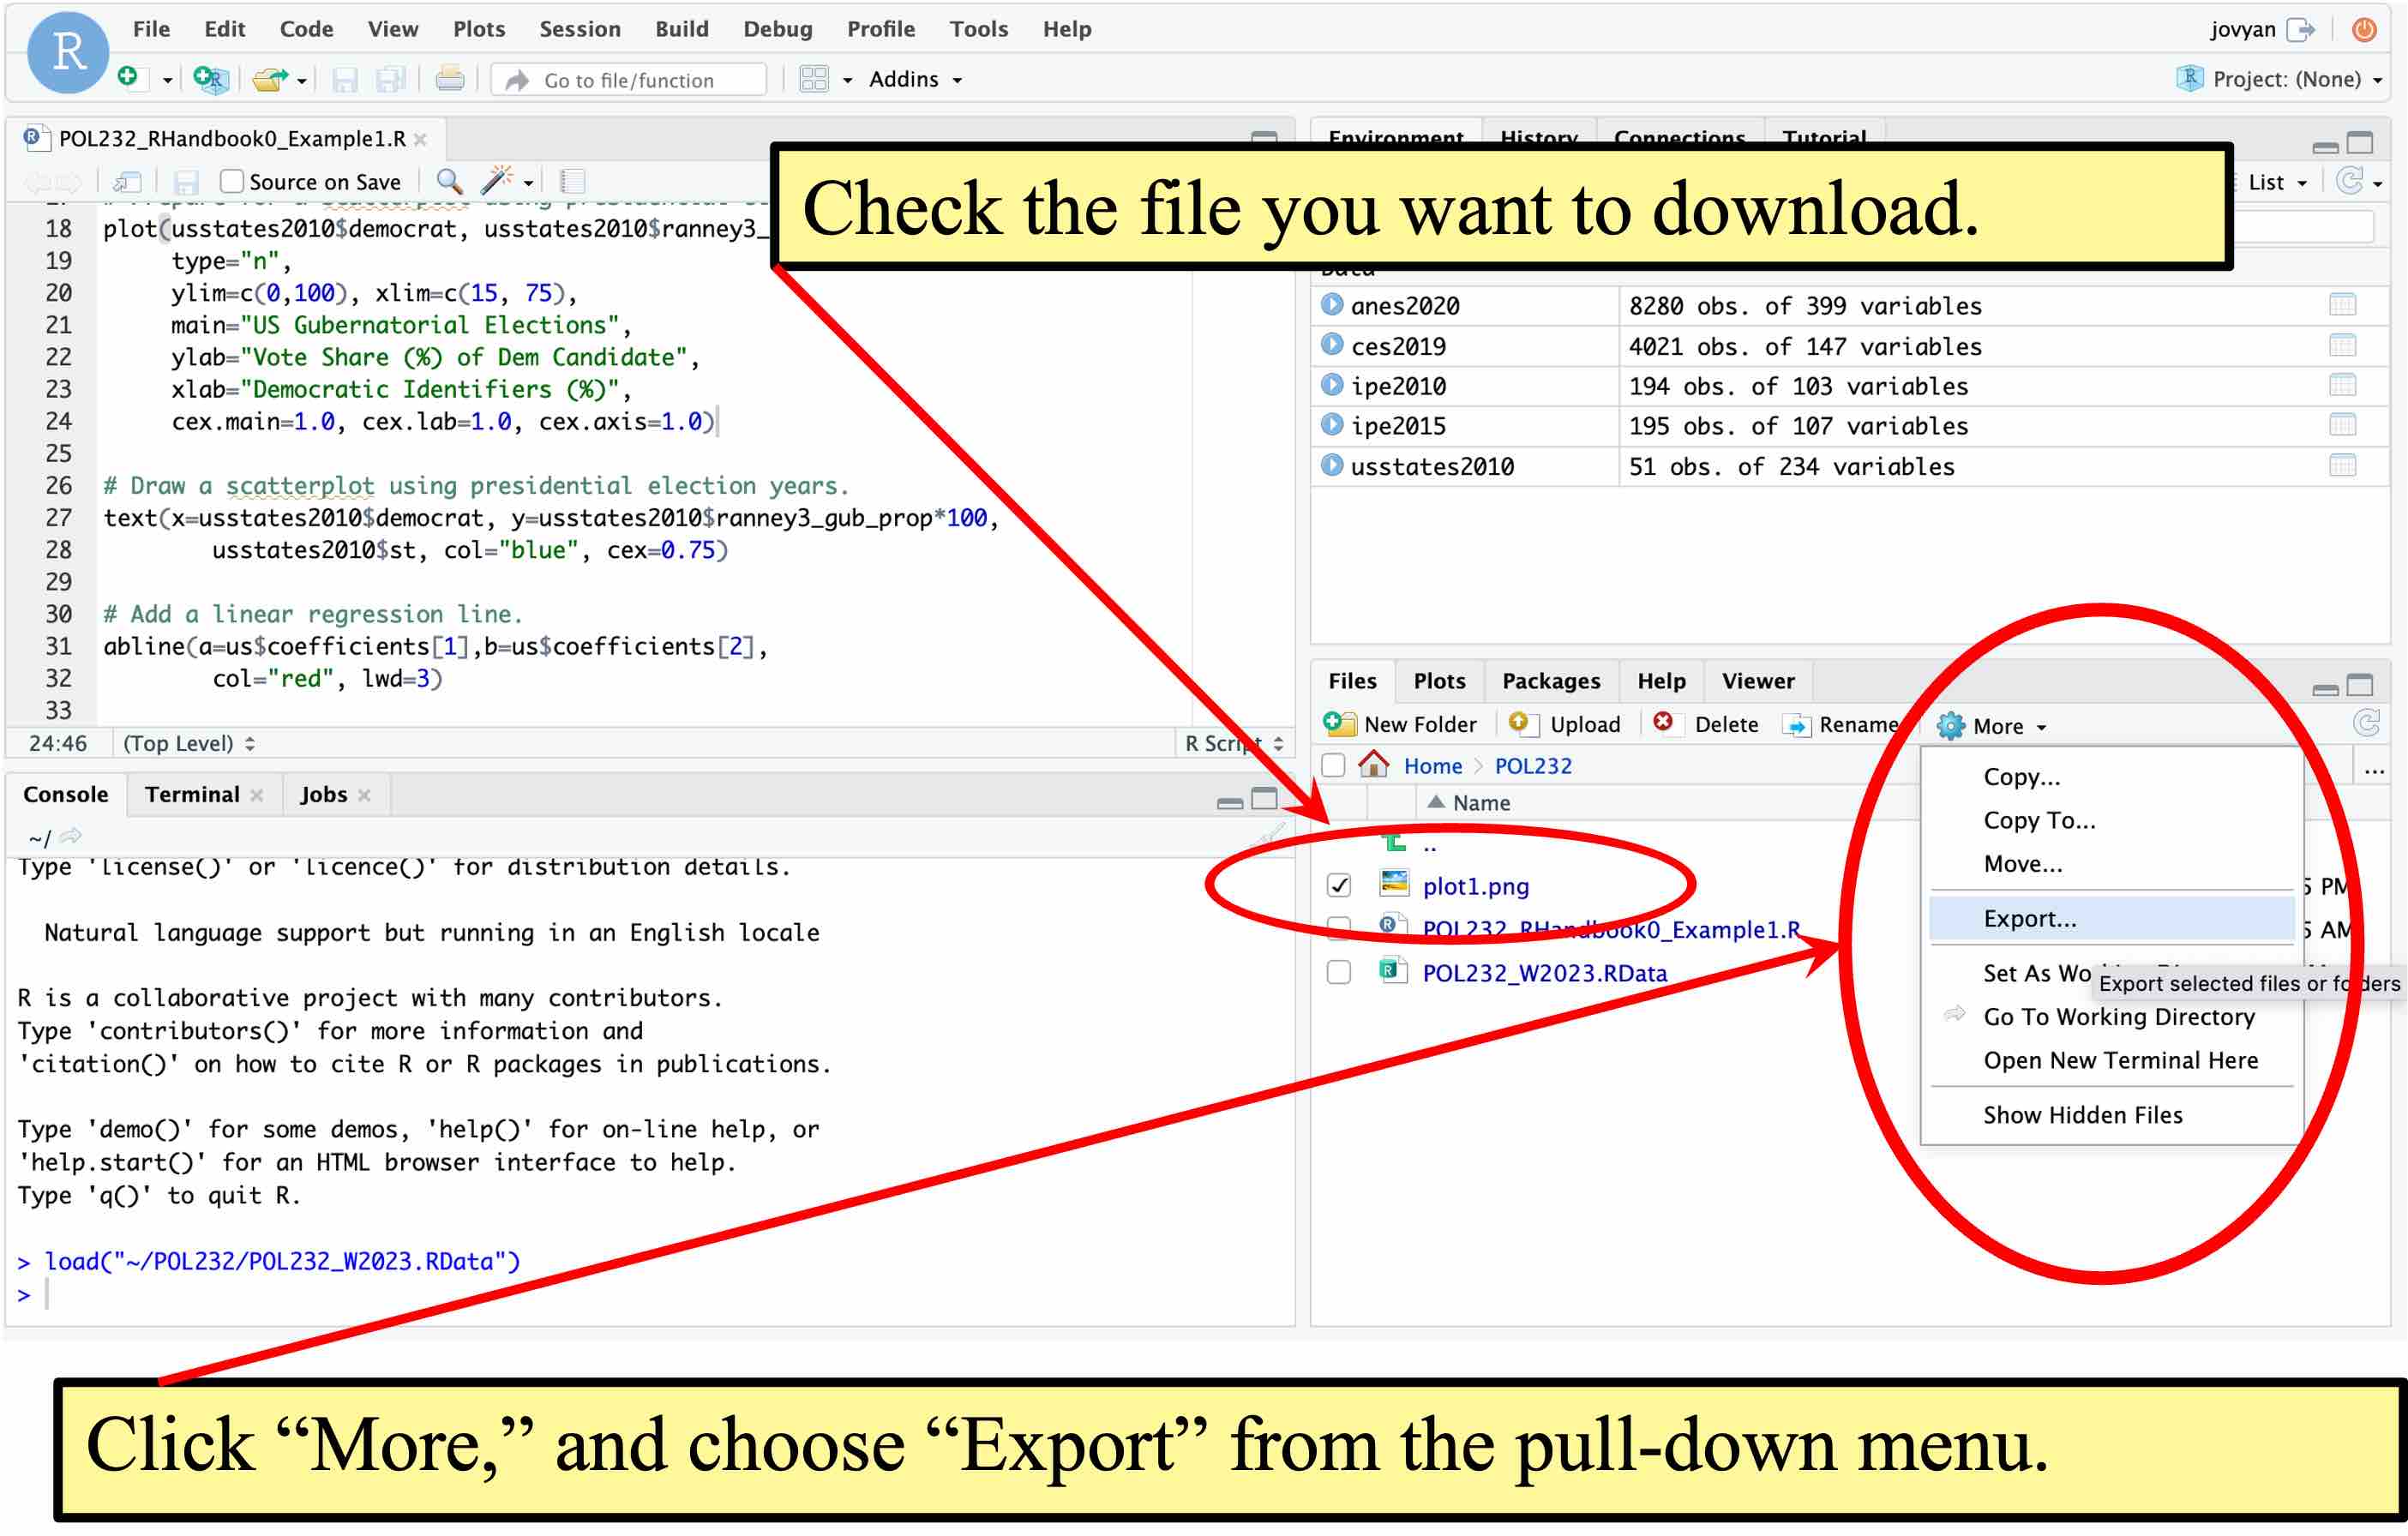 R
File Edit Code View Plots Session Build Debug Profile Tools Help
jovyan
Go to file/function
Addins
Project: (None)
POL232_RHandbook0_Example1.R
Source on Save
18 plot(usstates2010$democrat, usstates2010$ranney3_
19 type="n",
20 ylim=c(0,100), xlim=c(15, 75),
21 main="US Gubernatorial Elections",
22 ylab="Vote Share (%) of Dem Candidate",
23 xlab="Democratic Identifiers (%)",
24 cex.main=1.0, cex.lab=1.0, cex.axis=1.0)
25
26 # Draw a scatterplot using presidential election years.
27 text(x=usstates2010$democrat, y=usstates2010$ranney3_gub_prop*100,
28 usstates2010$st, col="blue", cex=0.75)
29
30 # Add a linear regression line.
31 abline(a=us$coefficients[1],b=us$coefficients[2],
32 col="red", lwd=3)
33
24:46 (Top Level) R Script
Console Terminal Jobs
~/
Type 'license()' or 'licence()' for distribution details.
Natural language support but running in an English locale
R is a collaborative project with many contributors.
Type 'contributors()' for more information and
'citation()' on how to cite R or R packages in publications.
Type 'demo()' for some demos, 'help()' for on-line help, or
'help.start()' for an HTML browser interface to help.
Type 'q()' to quit R.
> load("~/POL232/POL232_W2023.RData")
>
Environment History Connections Tutorial
Check the file you want to download.
List
Data
anes2020 8280 obs. of 399 variables
ces2019 4021 obs. of 147 variables
ipe2010 194 obs. of 103 variables
ipe2015 195 obs. of 107 variables
usstates2010 51 obs. of 234 variables
Files Plots Packages Help Viewer
New Folder Upload Delete Rename More
Home > POL232 ...
Name
..
plot1.png 5 PM
POL232_RHandbook0_Example1.R 5 AM
POL232_W2023.RData
Copy...
Copy To...
Move...
Export...
Set As Wo
Export selected files or folders
Go To Working Directory
Open New Terminal Here
Show Hidden Files
Click “More,” and choose “Export” from the pull-down menu.